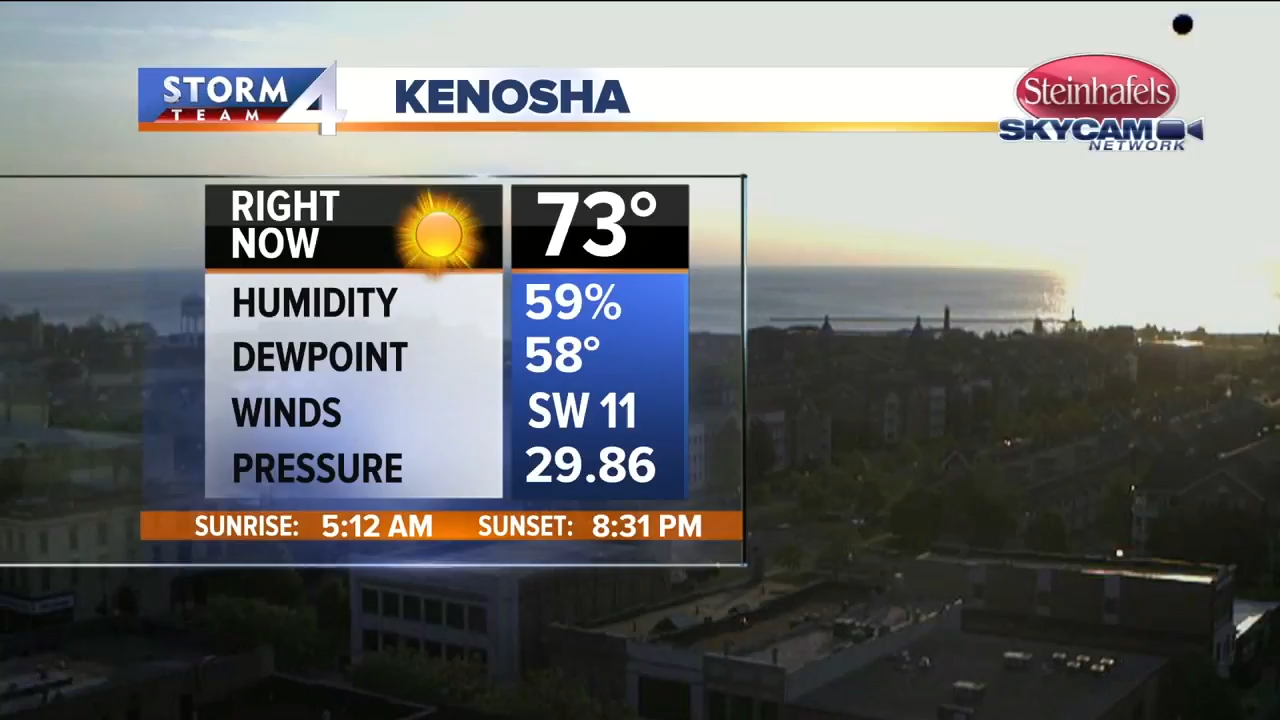 STORM
TEAM 4
KENOSHA
Steinhafels
SKYCAM
NETWORK
RIGHT
NOW
73°
HUMIDITY 59%
DEWPOINT 58°
WINDS SW 11
PRESSURE 29.86
SUNRISE: 5:12 AM SUNSET: 8:31 PM